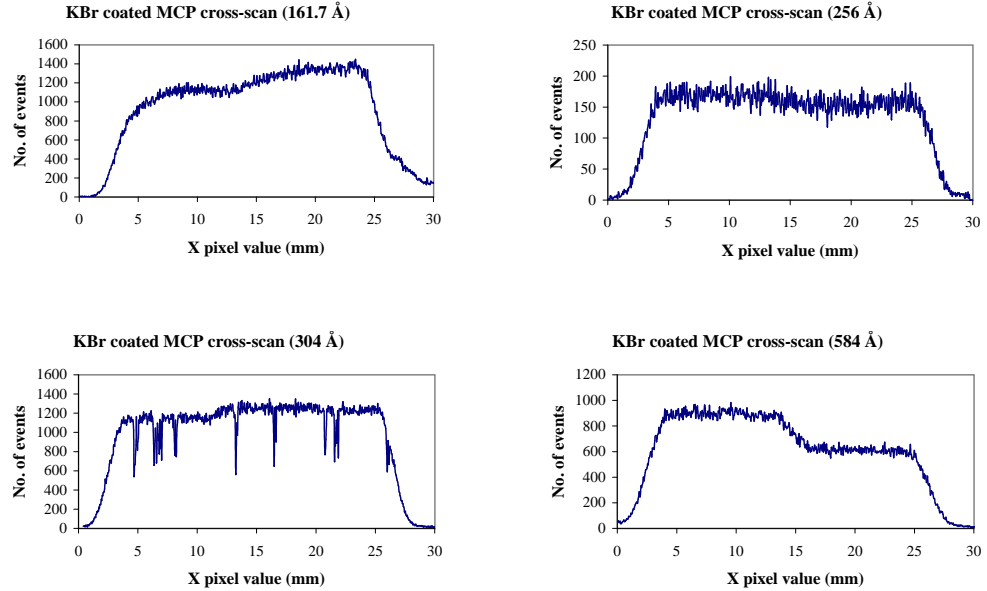 KBr coated MCP cross-scan (161.7 Å)
1600
1400
1200
1000
800
600
400
200
0
No. of events
0 5 10 15 20 25 30
X pixel value (mm)
KBr coated MCP cross-scan (256 Å)
250
200
150
100
50
0
No. of events
0 5 10 15 20 25 30
X pixel value (mm)
KBr coated MCP cross-scan (304 Å)
1600
1400
1200
1000
800
600
400
200
0
No. of events
0 5 10 15 20 25 30
X pixel value (mm)
KBr coated MCP cross-scan (584 Å)
1200
1000
800
600
400
200
0
No. of events
0 5 10 15 20 25 30
X pixel value (mm)